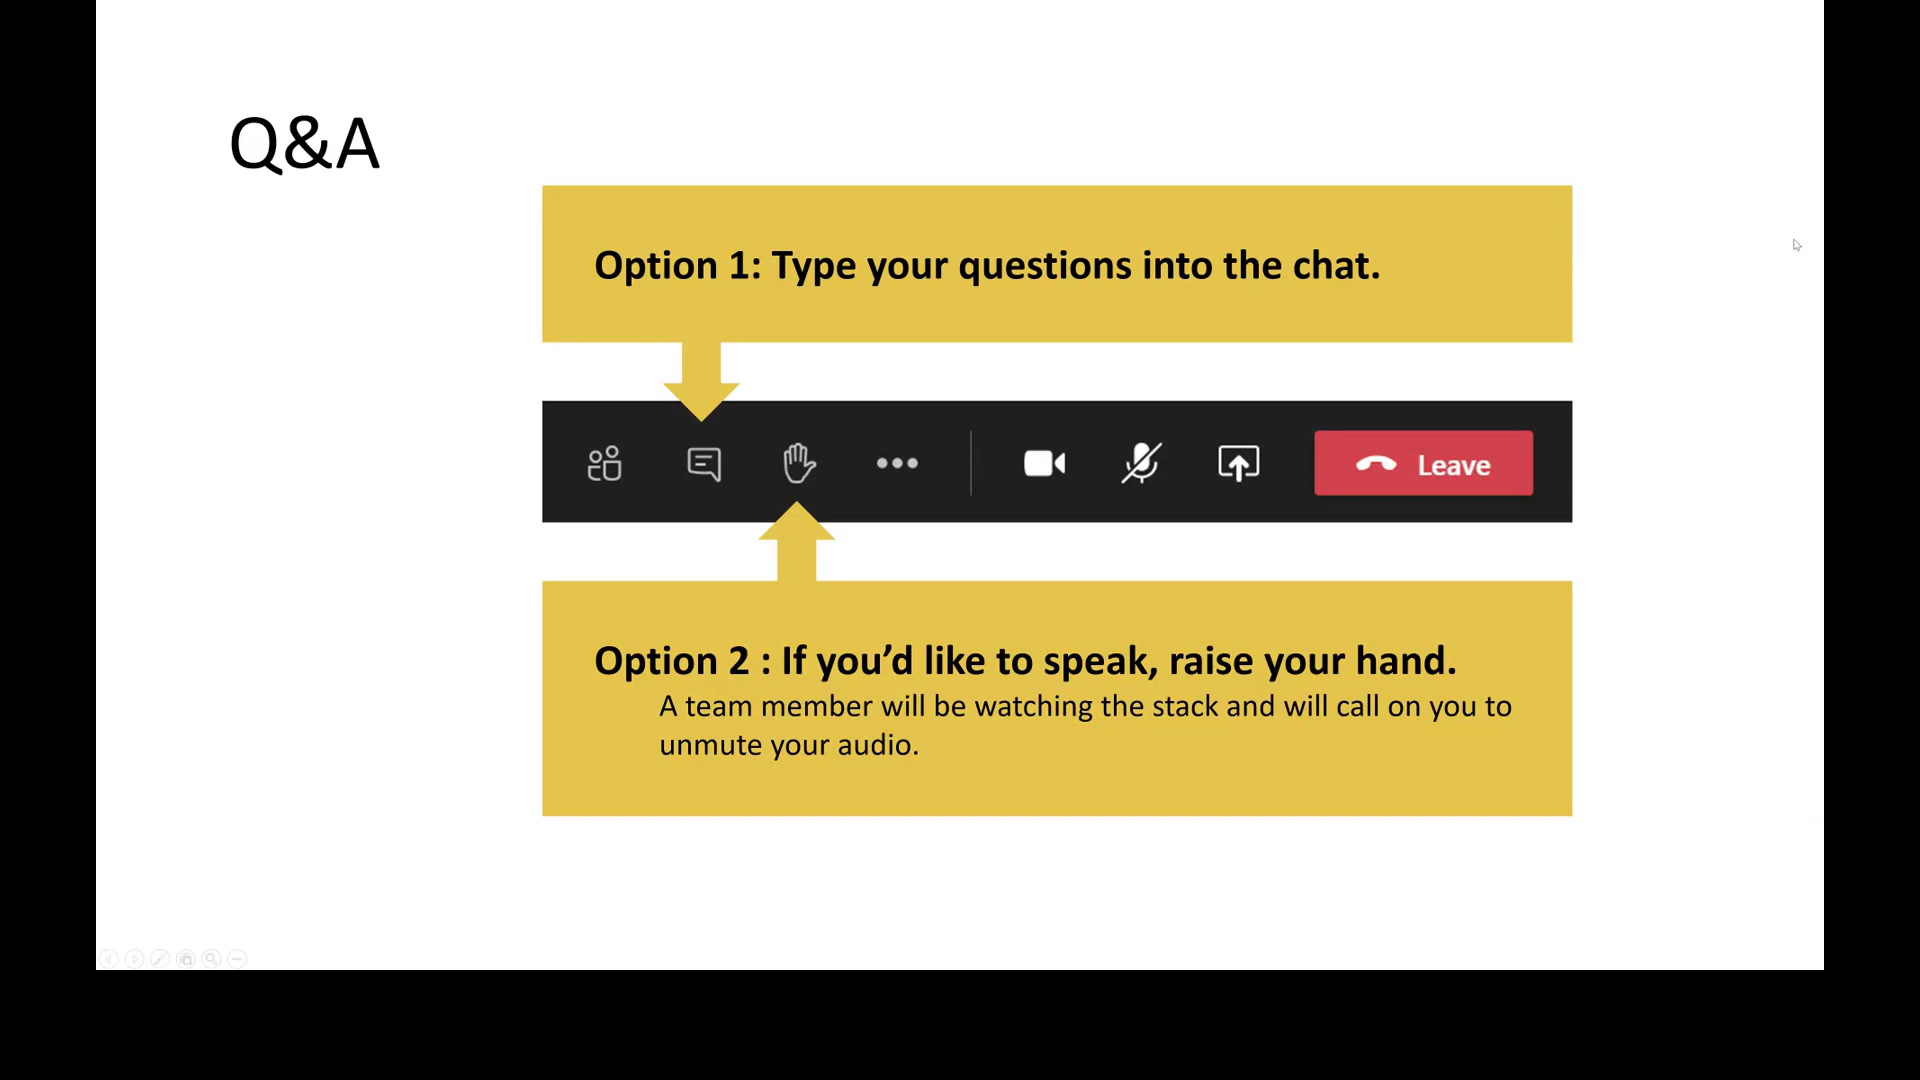 Q&A
Option 1: Type your questions into the chat.
Leave
Option 2 : If you’d like to speak, raise your hand.
A team member will be watching the stack and will call on you to
unmute your audio.